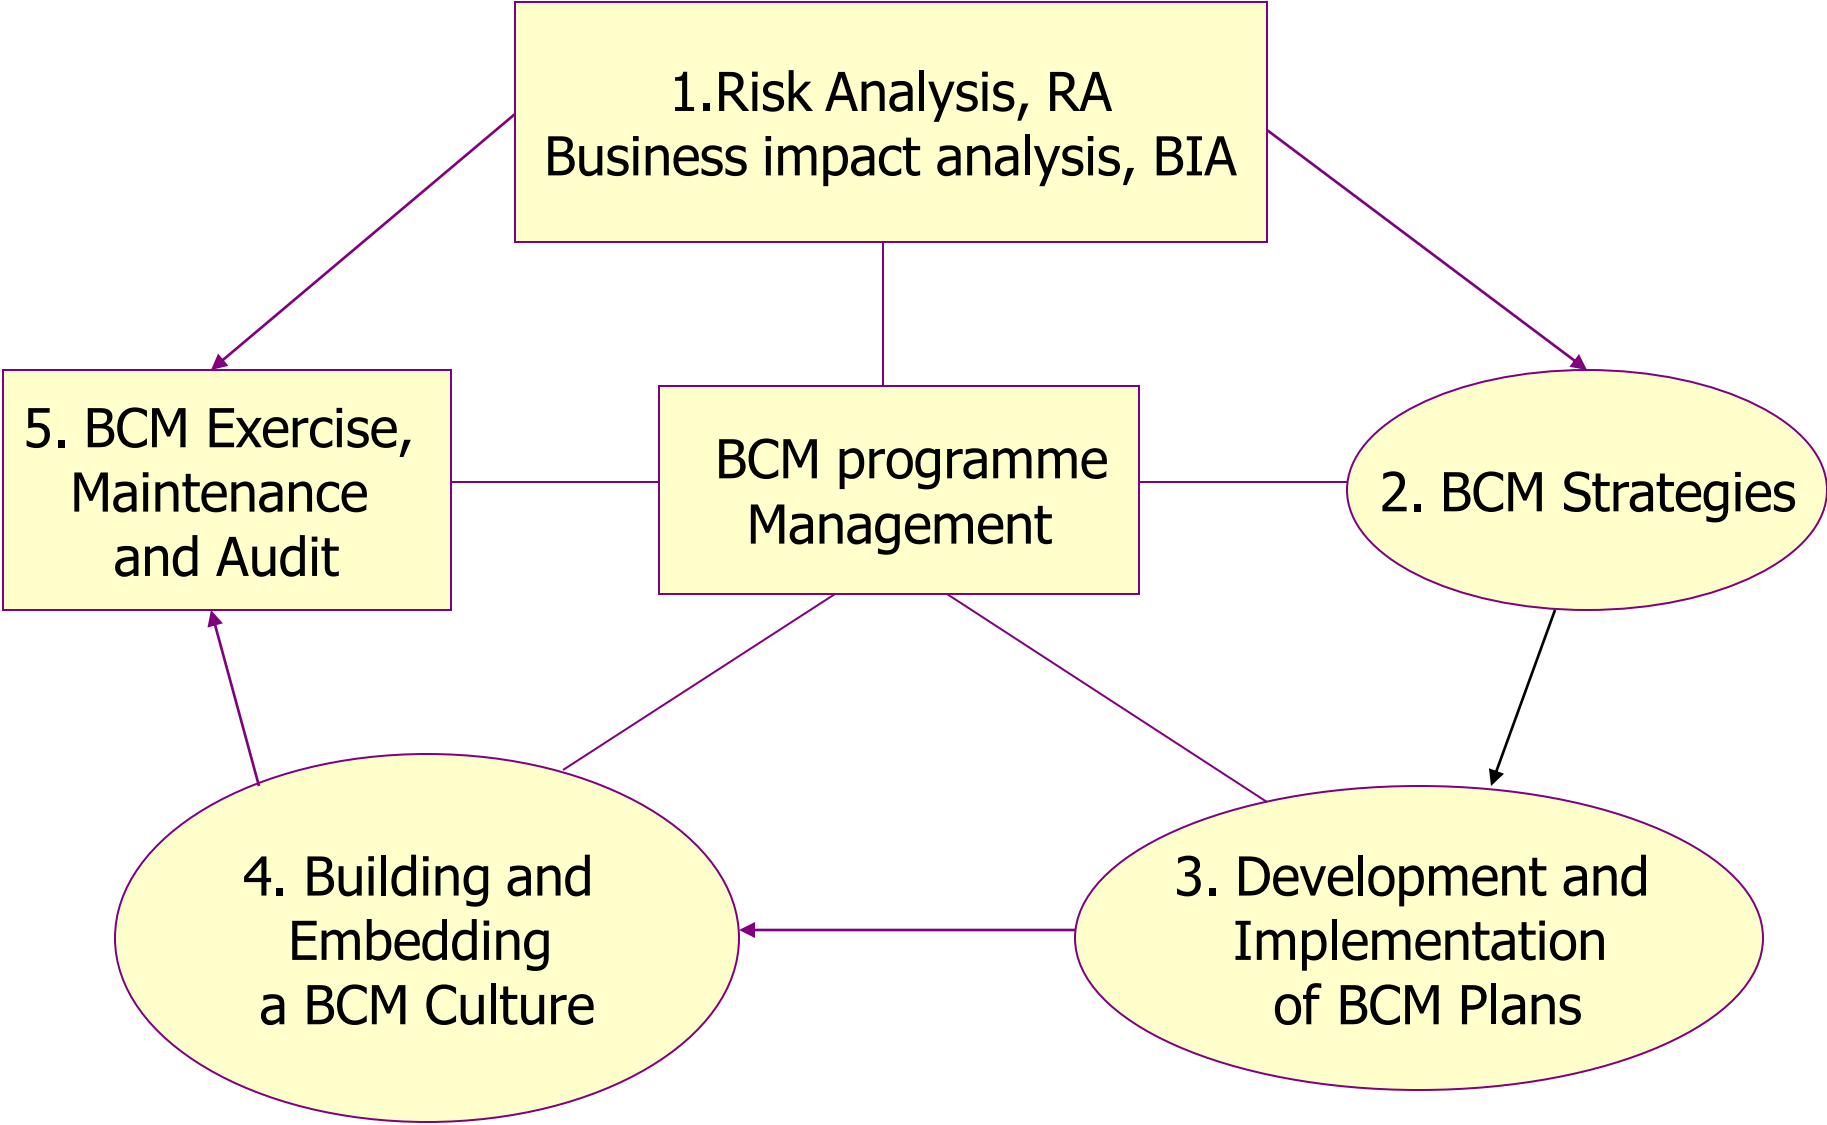 1.Risk Analysis, RA
Business impact analysis, BIA
5. BCM Exercise,
Maintenance
and Audit
BCM programme
Management
2. BCM Strategies
4. Building and
Embedding
a BCM Culture
3. Development and
Implementation
of BCM Plans